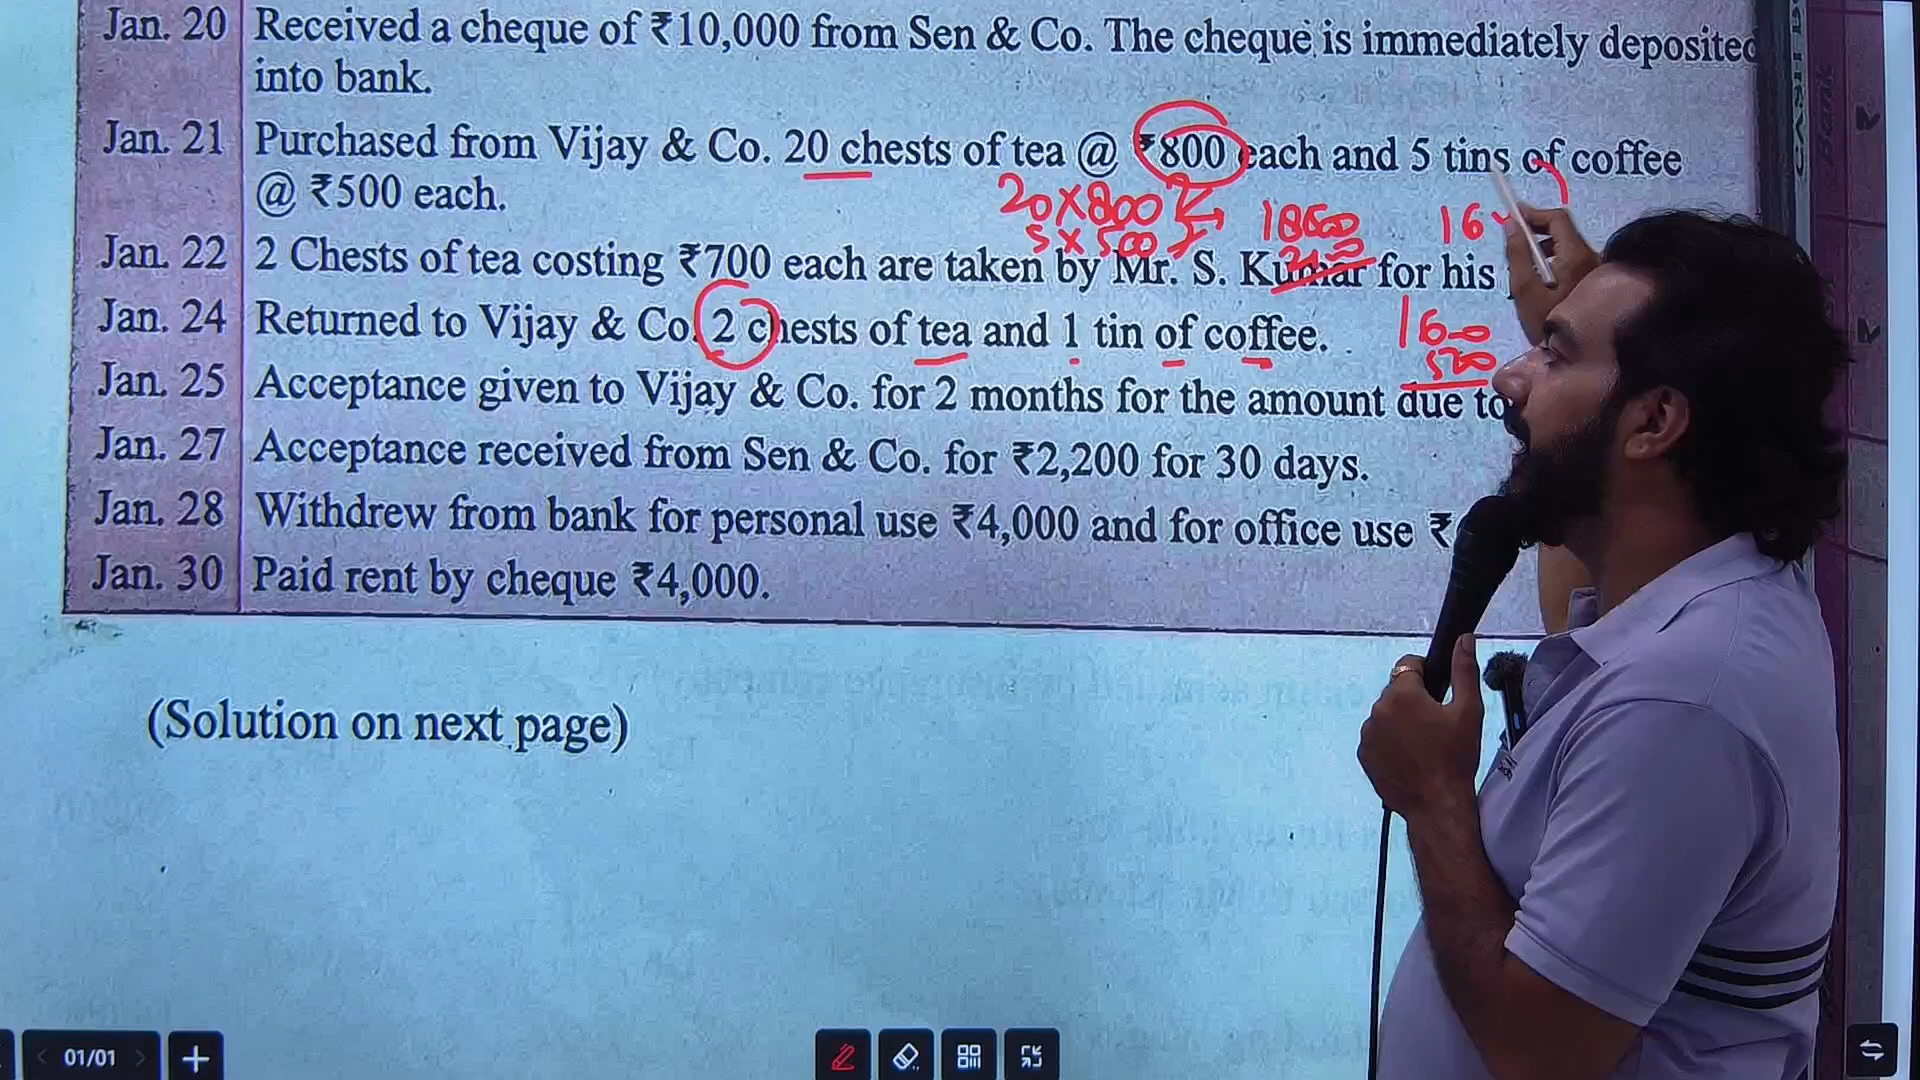 Jan. 20 Received a cheque of ₹10,000 from Sen & Co. The cheque is immediately deposited
into bank.
Jan. 21 Purchased from Vijay & Co. 20 chests of tea @ ₹800 each and 5 tins of coffee
@ ₹500 each.
20×800
5×500
18500
16
Jan. 22 2 Chests of tea costing ₹700 each are taken by Mr. S. Kumar for his
Jan. 24 Returned to Vijay & Co. 2 chests of tea and 1 tin of coffee.
1600
500
Jan. 25 Acceptance given to Vijay & Co. for 2 months for the amount due to
Jan. 27 Acceptance received from Sen & Co. for ₹2,200 for 30 days.
Jan. 28 Withdrew from bank for personal use ₹4,000 and for office use ₹
Jan. 30 Paid rent by cheque ₹4,000.
(Solution on next page)
01/01